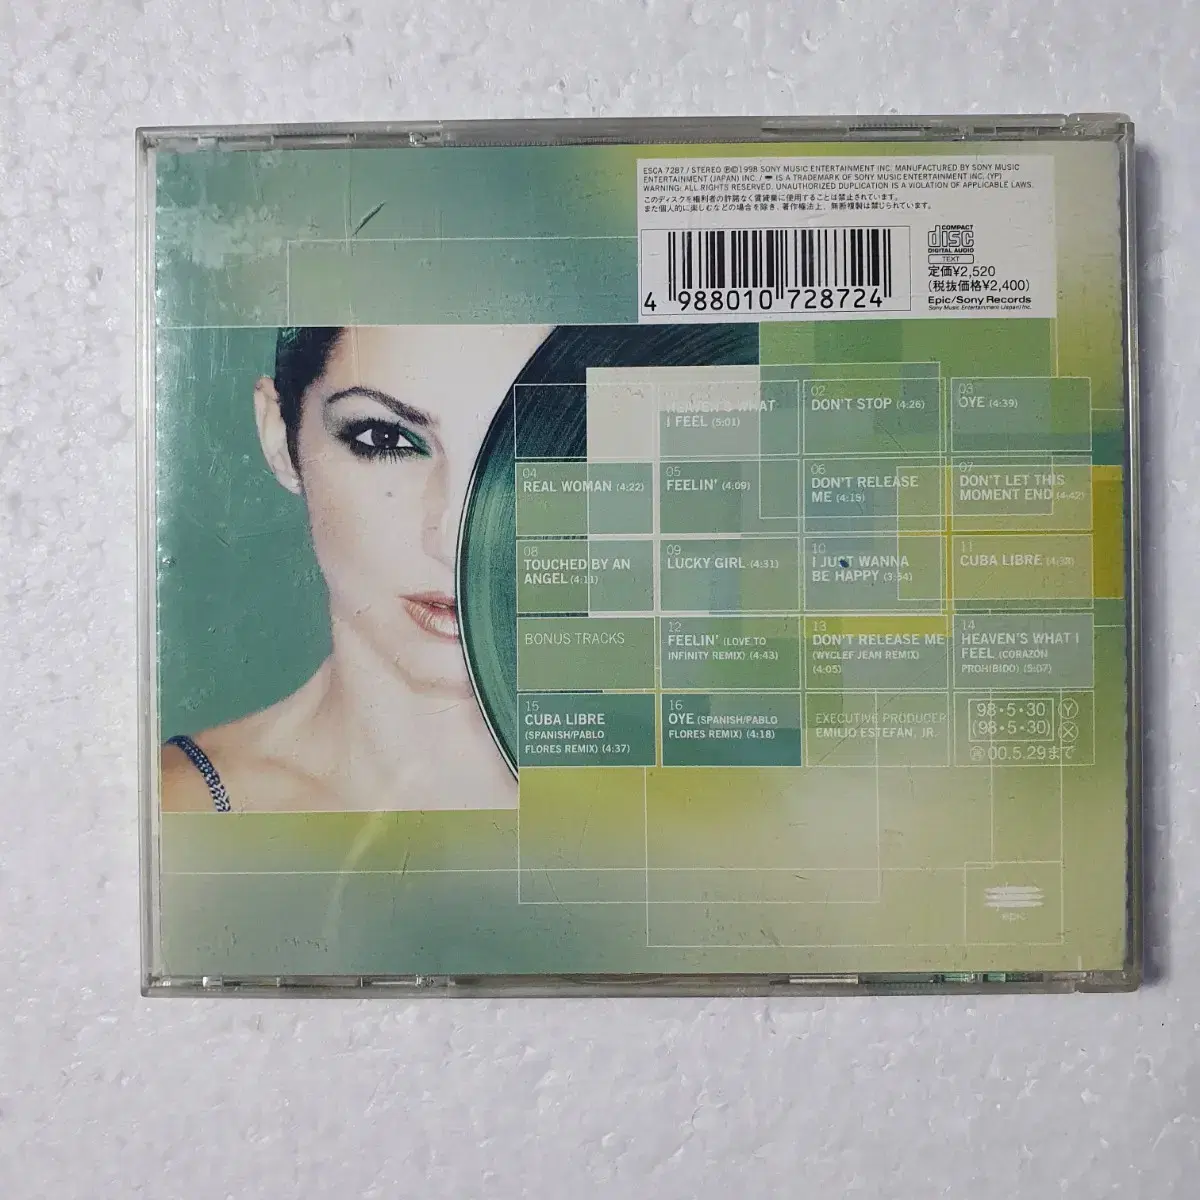 ESCA 7287 / STEREO ℗©1998 SONY MUSIC ENTERTAINMENT INC. MANUFACTURED BY SONY MUSIC
ENTERTAINMENT (JAPAN) INC. / IS A TRADEMARK OF SONY MUSIC ENTERTAINMENT INC. (YP)
WARNING: ALL RIGHTS RESERVED. UNAUTHORIZED DUPLICATION IS A VIOLATION OF APPLICABLE LAWS.
このディスクを権利者の許諾なく賃貸業に使用することは禁止されています。
また個人的に楽しむなどの場合を除き、著作権法上、無断複製は禁じられています。
4 988010 728724
COMPACT
disc
DIGITAL AUDIO
TEXT
定価¥2,520
(税抜価格¥2,400)
Epic/Sony Records
Sony Music Entertainment (Japan) Inc.
HEAVEN'S WHAT
I FEEL (5:01)
02
DON'T STOP (4:26)
03
OYE (4:39)
04
REAL WOMAN (4:22)
05
FEELIN' (4:09)
06
DON'T RELEASE
ME (4:15)
07
DON'T LET THIS
MOMENT END (4:42)
08
TOUCHED BY AN
ANGEL (4:11)
09
LUCKY GIRL (4:31)
10
I JUST WANNA
BE HAPPY (3:54)
11
CUBA LIBRE (4:38)
BONUS TRACKS
12
FEELIN' (LOVE TO
INFINITY REMIX) (4:43)
13
DON'T RELEASE ME
(WYCLEF JEAN REMIX)
(4:05)
14
HEAVEN'S WHAT I
FEEL (CORAZÓN
PROHIBIDO) (5:07)
15
CUBA LIBRE
(SPANISH/PABLO
FLORES REMIX) (4:37)
16
OYE (SPANISH/PABLO
FLORES REMIX) (4:18)
EXECUTIVE PRODUCER
EMILIO ESTEFAN, JR.
98・5・30 Ⓨ
(98・5・30) Ⓧ
00.5.29まで
epic